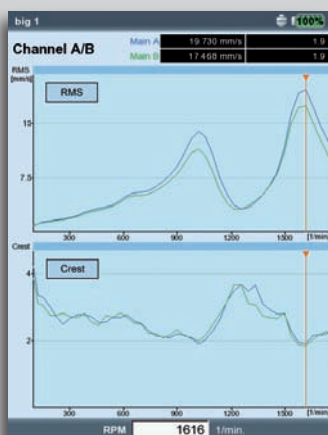 big 1
100%
Channel A/B
Main A 19 730 mm/s 1.9
Main B 17 468 mm/s 1.9
RMS
[mm/s]
RMS
7.5
300 600 900 1200 1500 [1/min]
Crest
Crest
4
2
300 600 900 1200 1500 [1/min]
RPM 1616 1/min.